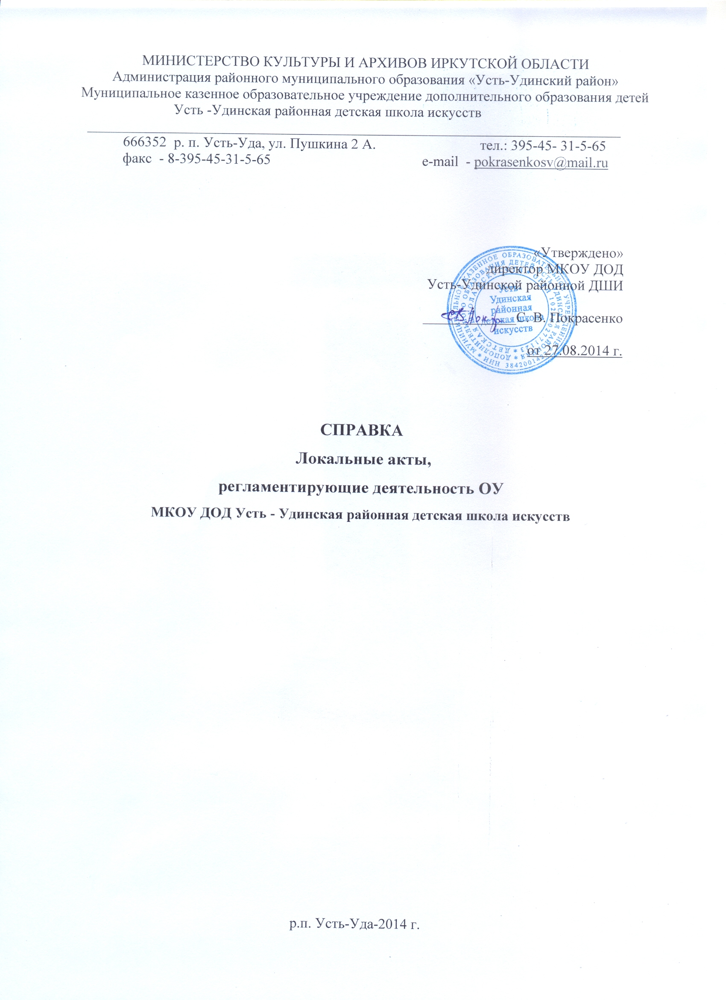 МИНИСТЕРСТВО КУЛЬТУРЫ И АРХИВОВ ИРКУТСКОЙ ОБЛАСТИ
Администрация районного муниципального образования «Усть-Удинский район»
Муниципальное казенное образовательное учреждение дополнительного образования детей
Усть -Удинская районная детская школа искусств
666352 р. п. Усть-Уда, ул. Пушкина 2 А. тел.: 395-45- 31-5-65
факс - 8-395-45-31-5-65 e-mail - pokrasenkosv@mail.ru
«Утверждено»
директор МКОУ ДОД
Усть-Удинской районной ДШИ
С. В. Покрасенко
от 27.08.2014 г.
Усть-
Удинская
районная
детская школа
искусств
СПРАВКА
Локальные акты,
регламентирующие деятельность ОУ
МКОУ ДОД Усть - Удинская районная детская школа искусств
р.п. Усть-Уда-2014 г.